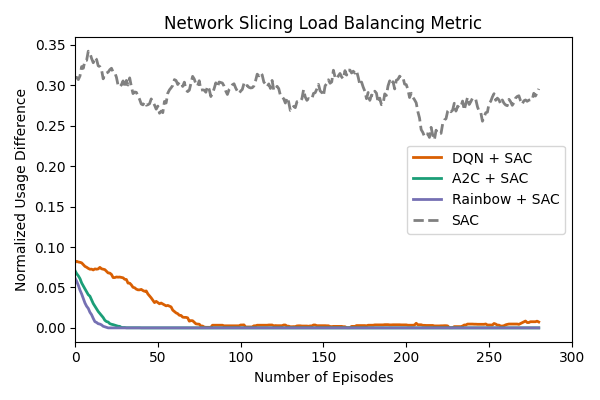 Network Slicing Load Balancing Metric
Normalized Usage Difference
0.35
0.30
0.25
0.20
0.15
0.10
0.05
0.00
DQN + SAC
A2C + SAC
Rainbow + SAC
SAC
0 50 100 150 200 250 300
Number of Episodes